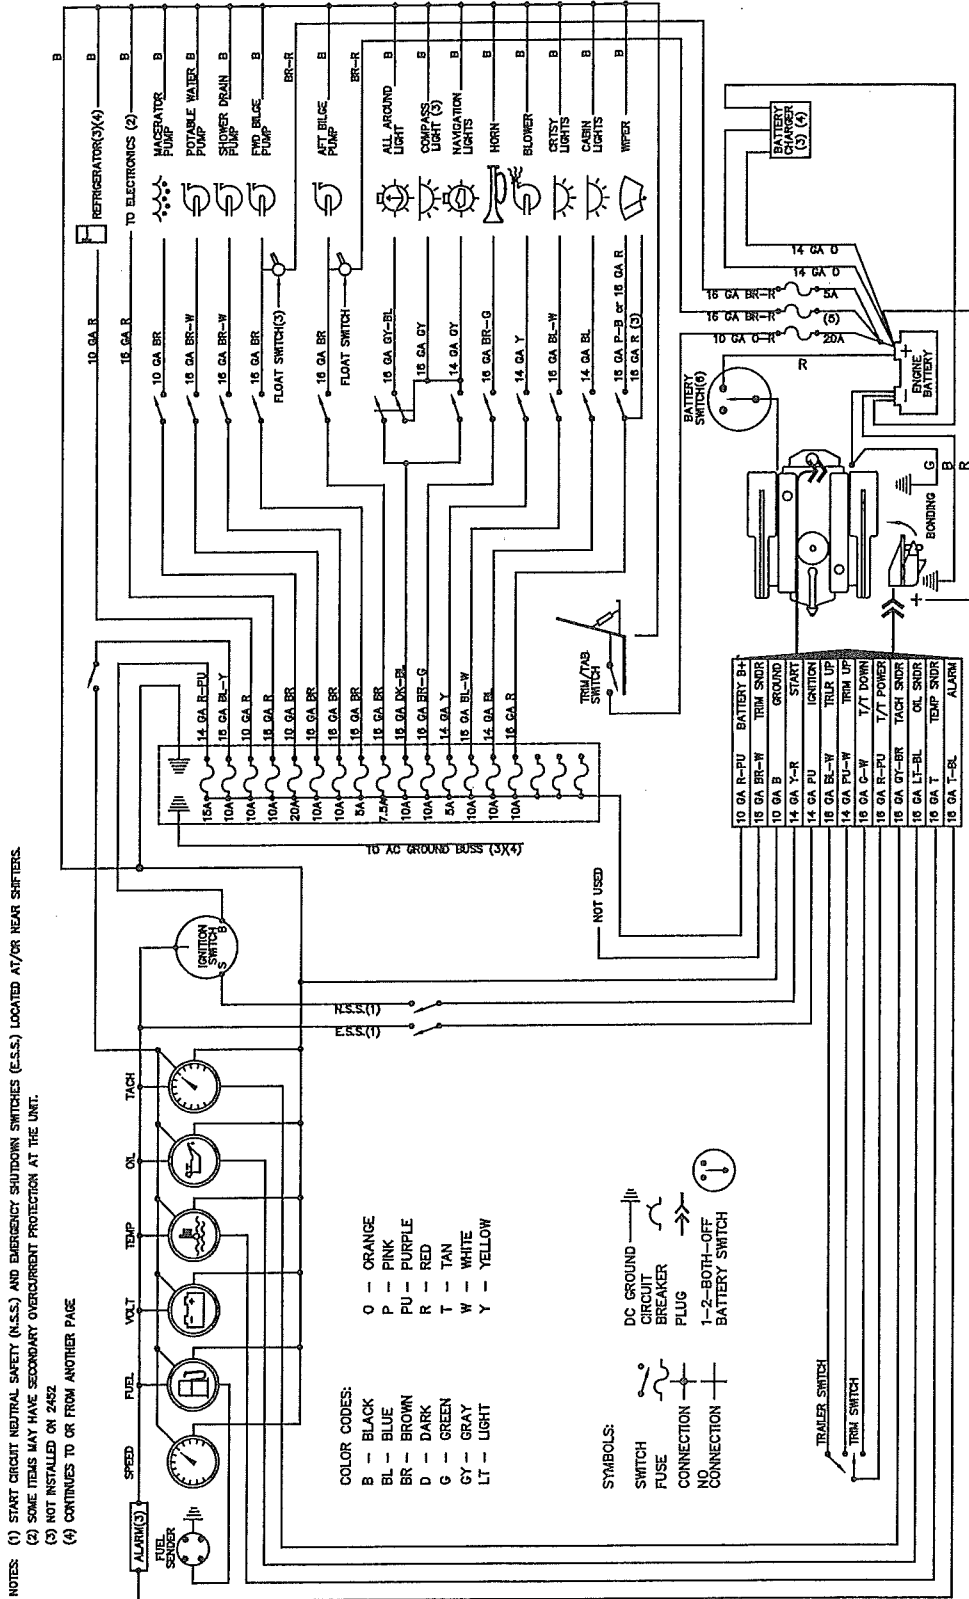 NOTES: (1) START CIRCUIT NEUTRAL SAFETY (N.S.S.) AND EMERGENCY SHUTDOWN SWITCHES (E.S.S.) LOCATED AT/OR NEAR SHIFTERS.
(2) SOME ITEMS MAY HAVE SECONDARY OVERCURRENT PROTECTION AT THE UNIT.
(3) NOT INSTALLED ON 2452
(4) CONTINUES TO OR FROM ANOTHER PAGE
ALARM(3)
FUEL
SENDER
SPEED
FUEL
VOLT
TEMP
OIL
TACH
IGNITION
SWITCH
S
B
N.S.S.(1)
E.S.S.(1)
NOT USED
TO AC GROUND BUSS (3)(4)
COLOR CODES:
B – BLACK
BL – BLUE
BR – BROWN
D – DARK
G – GREEN
GY – GRAY
LT – LIGHT
O – ORANGE
P – PINK
PU – PURPLE
R – RED
T – TAN
W – WHITE
Y – YELLOW
SYMBOLS:
SWITCH
FUSE
CONNECTION
NO
CONNECTION
DC GROUND
CIRCUIT
BREAKER
PLUG
1–2–BOTH–OFF
BATTERY SWITCH
TRAILER SWITCH
TRIM SWITCH
15A
10A
10A
10A
20A
10A
10A
5A
7.5A
10A
10A
5A
10A
10A
10A
14 GA R–PU
16 GA BL–Y
10 GA R
16 GA R
10 GA BR
16 GA BR
16 GA BR
16 GA BR
16 GA BR
16 GA DK–BL
16 GA BR–G
14 GA Y
16 GA BL–W
14 GA BL
16 GA R
TRIM/TAB
SWITCH
10 GA R
16 GA R
10 GA BR
16 GA BR–W
16 GA BR–W
16 GA BR
FLOAT SWITCH(3)
16 GA BR
FLOAT SWITCH
16 GA GY–BL
16 GA GY
14 GA GY
16 GA BR–G
14 GA Y
16 GA BL–W
14 GA BL
16 GA P–B or 16 GA R
16 GA R (3)
REFRIGERATOR(3)(4)
TO ELECTRONICS (2)
MACERATOR
PUMP
POTABLE WATER
PUMP
SHOWER DRAIN
PUMP
FWD BILGE
PUMP
AFT BILGE
PUMP
ALL AROUND
LIGHT
COMPASS
LIGHT (3)
NAVIGATION
LIGHTS
HORN
BLOWER
CRTSY
LIGHTS
CABIN
LIGHTS
WIPER
B
B
B
B
B
B
B
BR–R
B
BR–R
B
B
B
B
B
B
B
B
BATTERY
CHARGER
(3) (4)
14 GA O
14 GA O
16 GA BR–R
5A
16 GA BR–R
(5)
10 GA O–R
20A
R
BATTERY
SWITCH(6)
+
–
ENGINE
BATTERY
G
B
R
BONDING
+
10 GA R–PU BATTERY B+
16 GA BR–W TRIM SNDR
10 GA B GROUND
14 GA Y–R START
14 GA PU IGNITION
16 GA BL–W TRLR UP
14 GA PU–W TRIM UP
16 GA G–W T/T DOWN
16 GA R–PU T/T POWER
16 GA GY–BR TACH SNDR
16 GA LT–BL OIL SNDR
16 GA T TEMP SNDR
16 GA T–BL ALARM